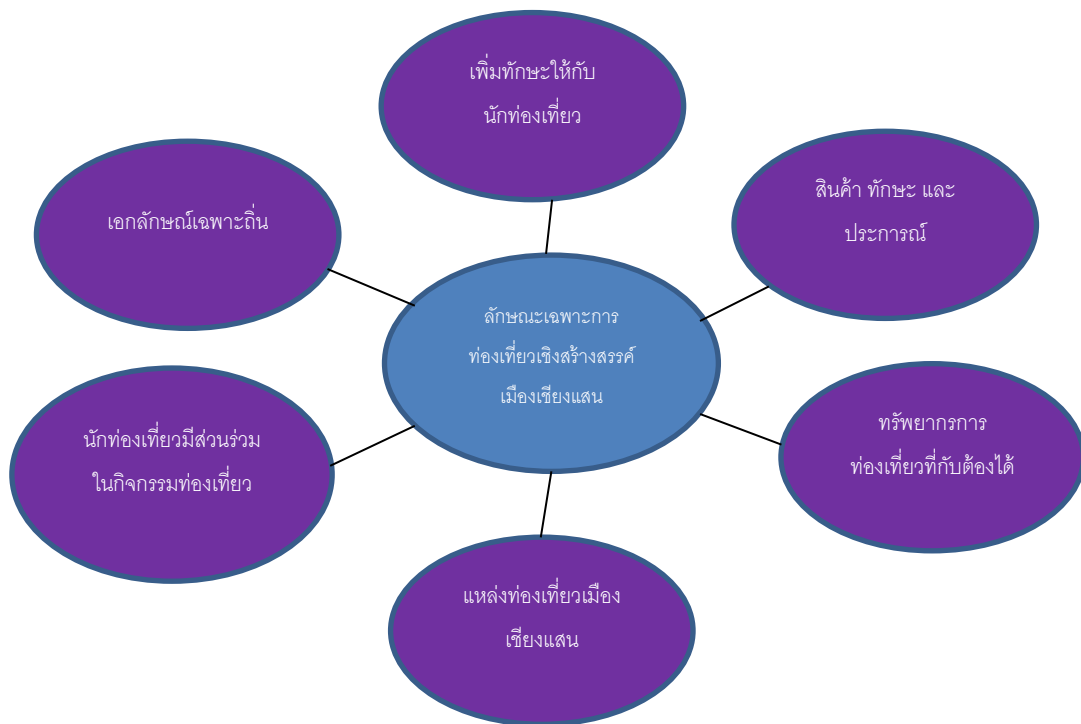 เพิ่มทักษะให้กับ
นักท่องเที่ยว
สินค้า ทักษะ และ
ประการณ์
เอกลักษณ์เฉพาะถิ่น
ลักษณะเฉพาะการ
ท่องเที่ยวเชิงสร้างสรรค์
เมืองเชียงแสน
ทรัพยากรการ
ท่องเที่ยวที่กับต้องได้
นักท่องเที่ยวมีส่วนร่วม
ในกิจกรรมท่องเที่ยว
แหล่งท่องเที่ยวเมือง
เชียงแสน